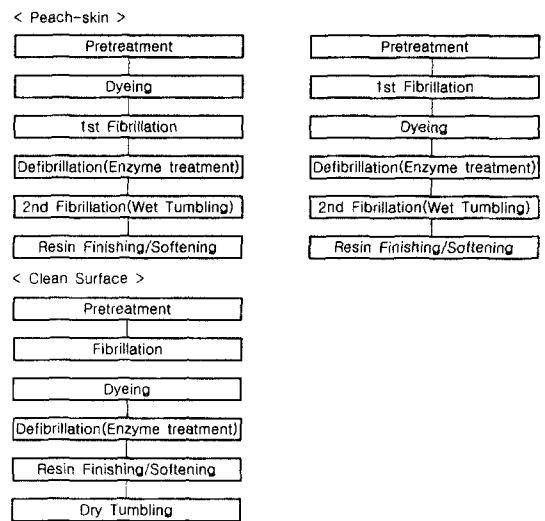 < Peach-skin >
Pretreatment
Dyeing
1st Fibrillation
Defibrillation(Enzyme treatment)
2nd Fibrillation(Wet Tumbling)
Resin Finishing/Softening
Pretreatment
1st Fibrillation
Dyeing
Defibrillation(Enzyme treatment)
2nd Fibrillation(Wet Tumbling)
Resin Finishing/Softening
< Clean Surface >
Pretreatment
Fibrillation
Dyeing
Defibrillation(Enzyme treatment)
Resin Finishing/Softening
Dry Tumbling